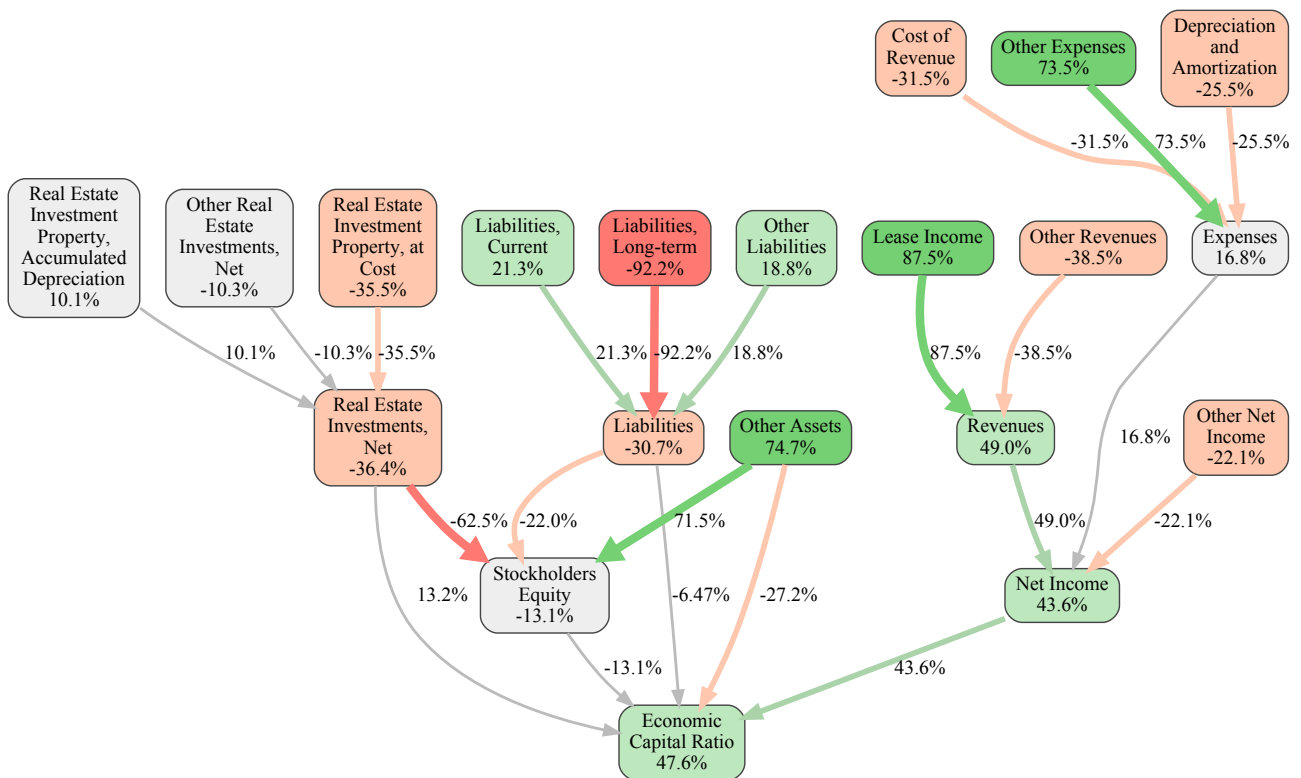 Cost of
Revenue
-31.5%
Other Expenses
73.5%
Depreciation
and
Amortization
-25.5%
-31.5%
73.5%
-25.5%
Real Estate
Investment
Property,
Accumulated
Depreciation
10.1%
Other Real
Estate
Investments,
Net
-10.3%
Real Estate
Investment
Property, at
Cost
-35.5%
Liabilities,
Current
21.3%
Liabilities,
Long-term
-92.2%
Other
Liabilities
18.8%
Lease Income
87.5%
Other Revenues
-38.5%
Expenses
16.8%
10.1%
-10.3%
-35.5%
21.3%
-92.2%
18.8%
87.5%
-38.5%
Real Estate
Investments,
Net
-36.4%
Liabilities
-30.7%
Other Assets
74.7%
Revenues
49.0%
16.8%
Other Net
Income
-22.1%
-62.5%
-22.0%
71.5%
49.0%
-22.1%
Stockholders
Equity
-13.1%
Net Income
43.6%
13.2%
-6.47%
-27.2%
-13.1%
43.6%
Economic
Capital Ratio
47.6%